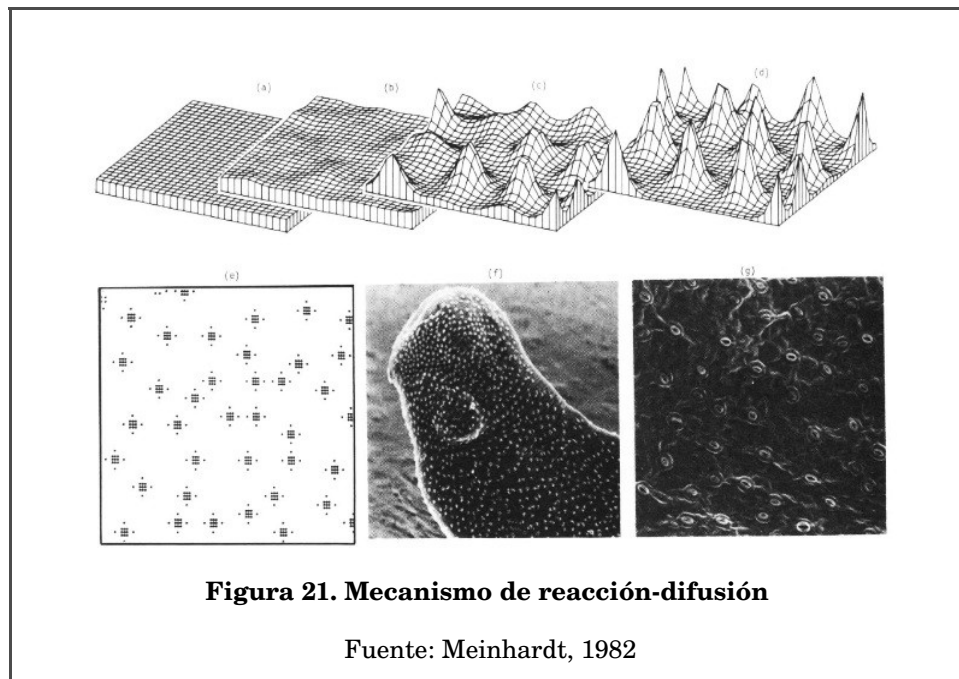 (a)
(b)
(c)
(d)
(e)
(f)
(g)
Figura 21. Mecanismo de reacción-difusión
Fuente: Meinhardt, 1982